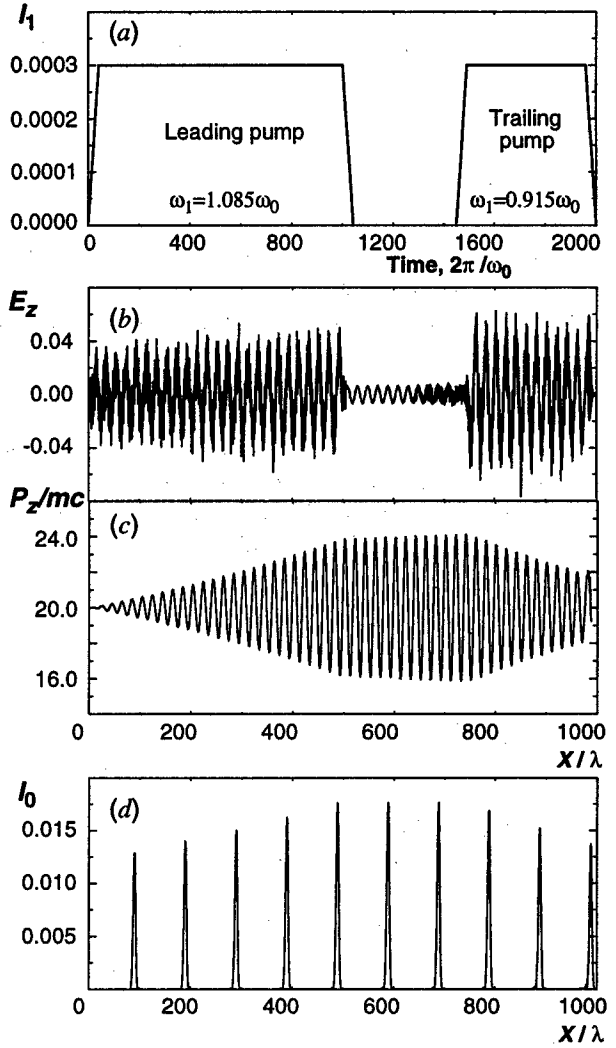 I₁
(a)
0.0003
0.0002
0.0001
0.0000
Leading pump
Trailing pump
ω₁=1.085ω₀
ω₁=0.915ω₀
0 400 800 1200 1600 2000
Time, 2π/ω₀
E_z
(b)
0.04
0.00
-0.04
P_z/mc
(c)
24.0
20.0
16.0
0 200 400 600 800 1000
X/λ
I₀
(d)
0.015
0.010
0.005
0 200 400 600 800 1000
X/λ